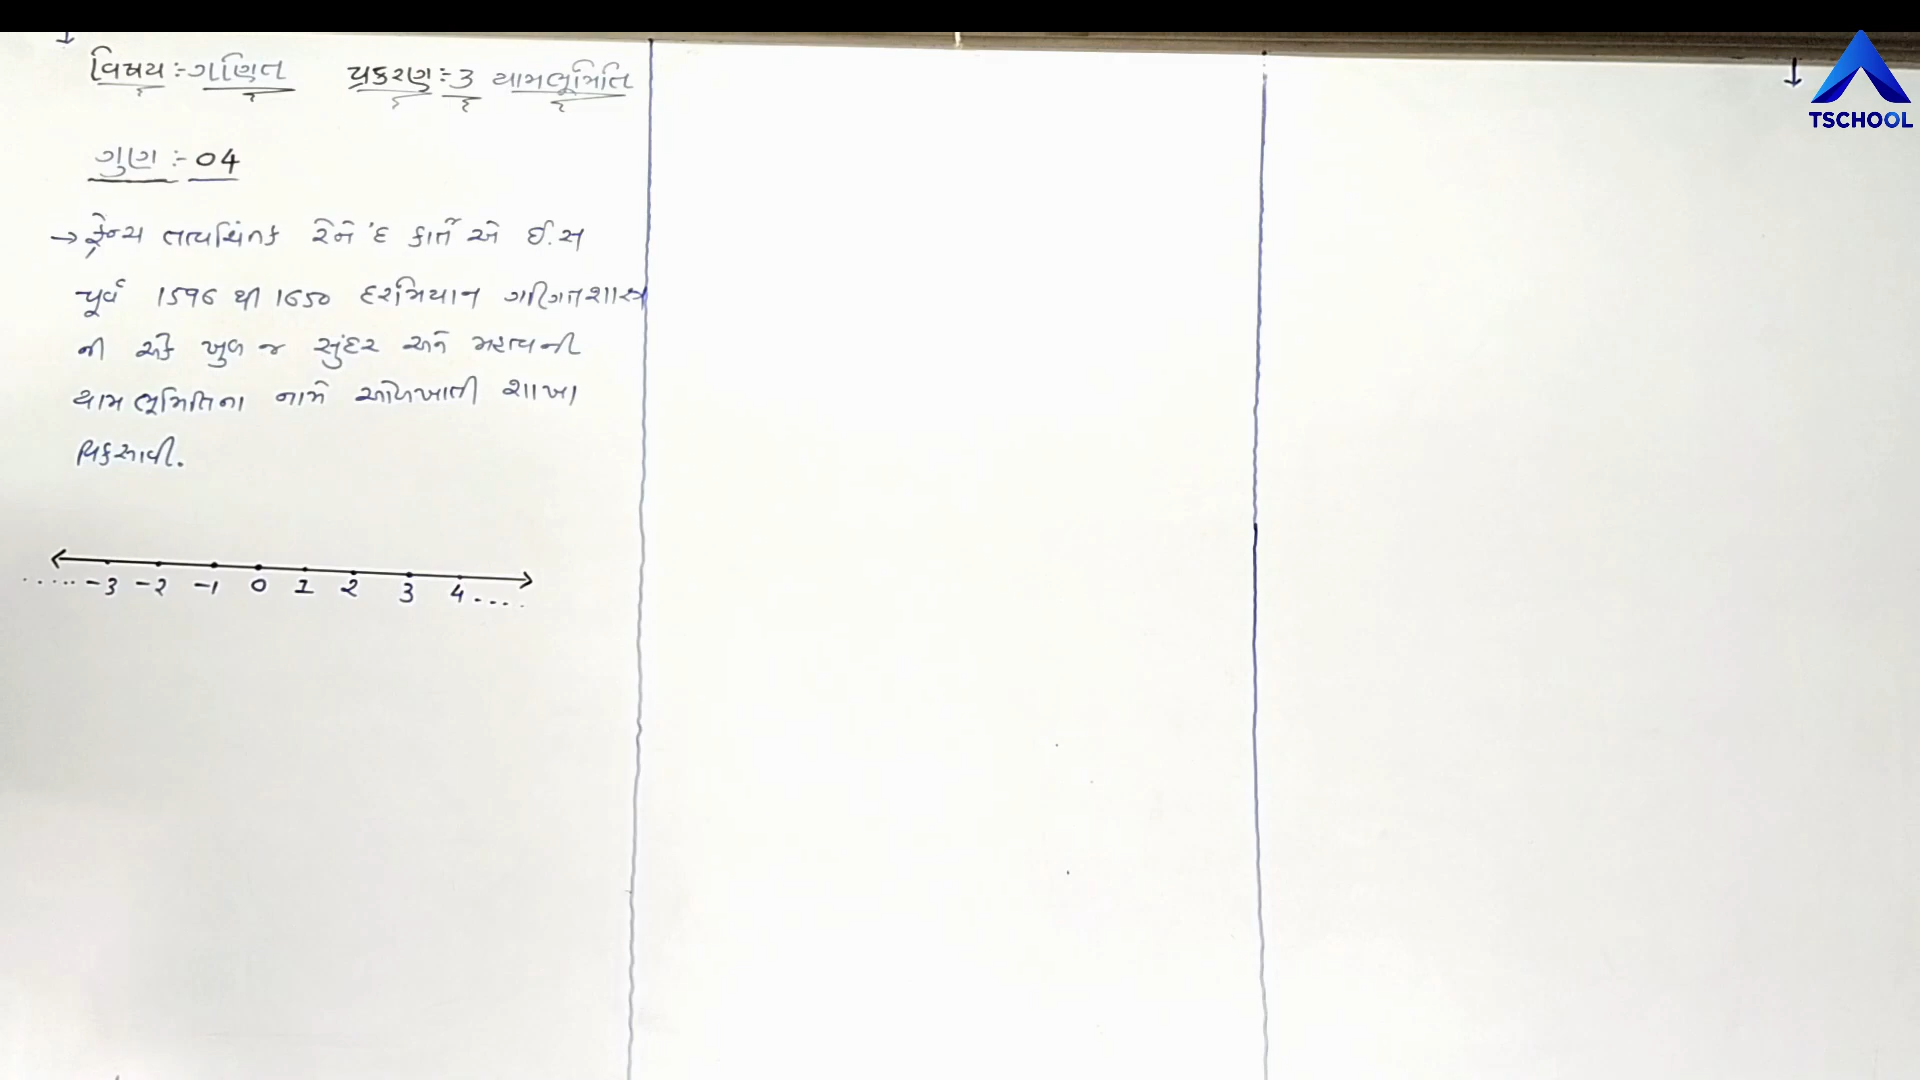 વિષય :- ગણિત પ્રકરણ :- 3 યામભૂમિતિ
ગુણ :- 04
→ ફ્રેન્ચ તત્વચિંતક રેને 'દ કાર્તે એ ઈ.સ
પૂર્વ 1596 થી 1650 દરમિયાન ગણિતશાસ્ત્ર
ની એક ખુબ જ સુંદર અને મહત્વની
યામભૂમિતિના નામે ઓળખાતી શાખા
વિકસાવી.
..... -3 -2 -1 0 1 2 3 4 .....
TSCHOOL